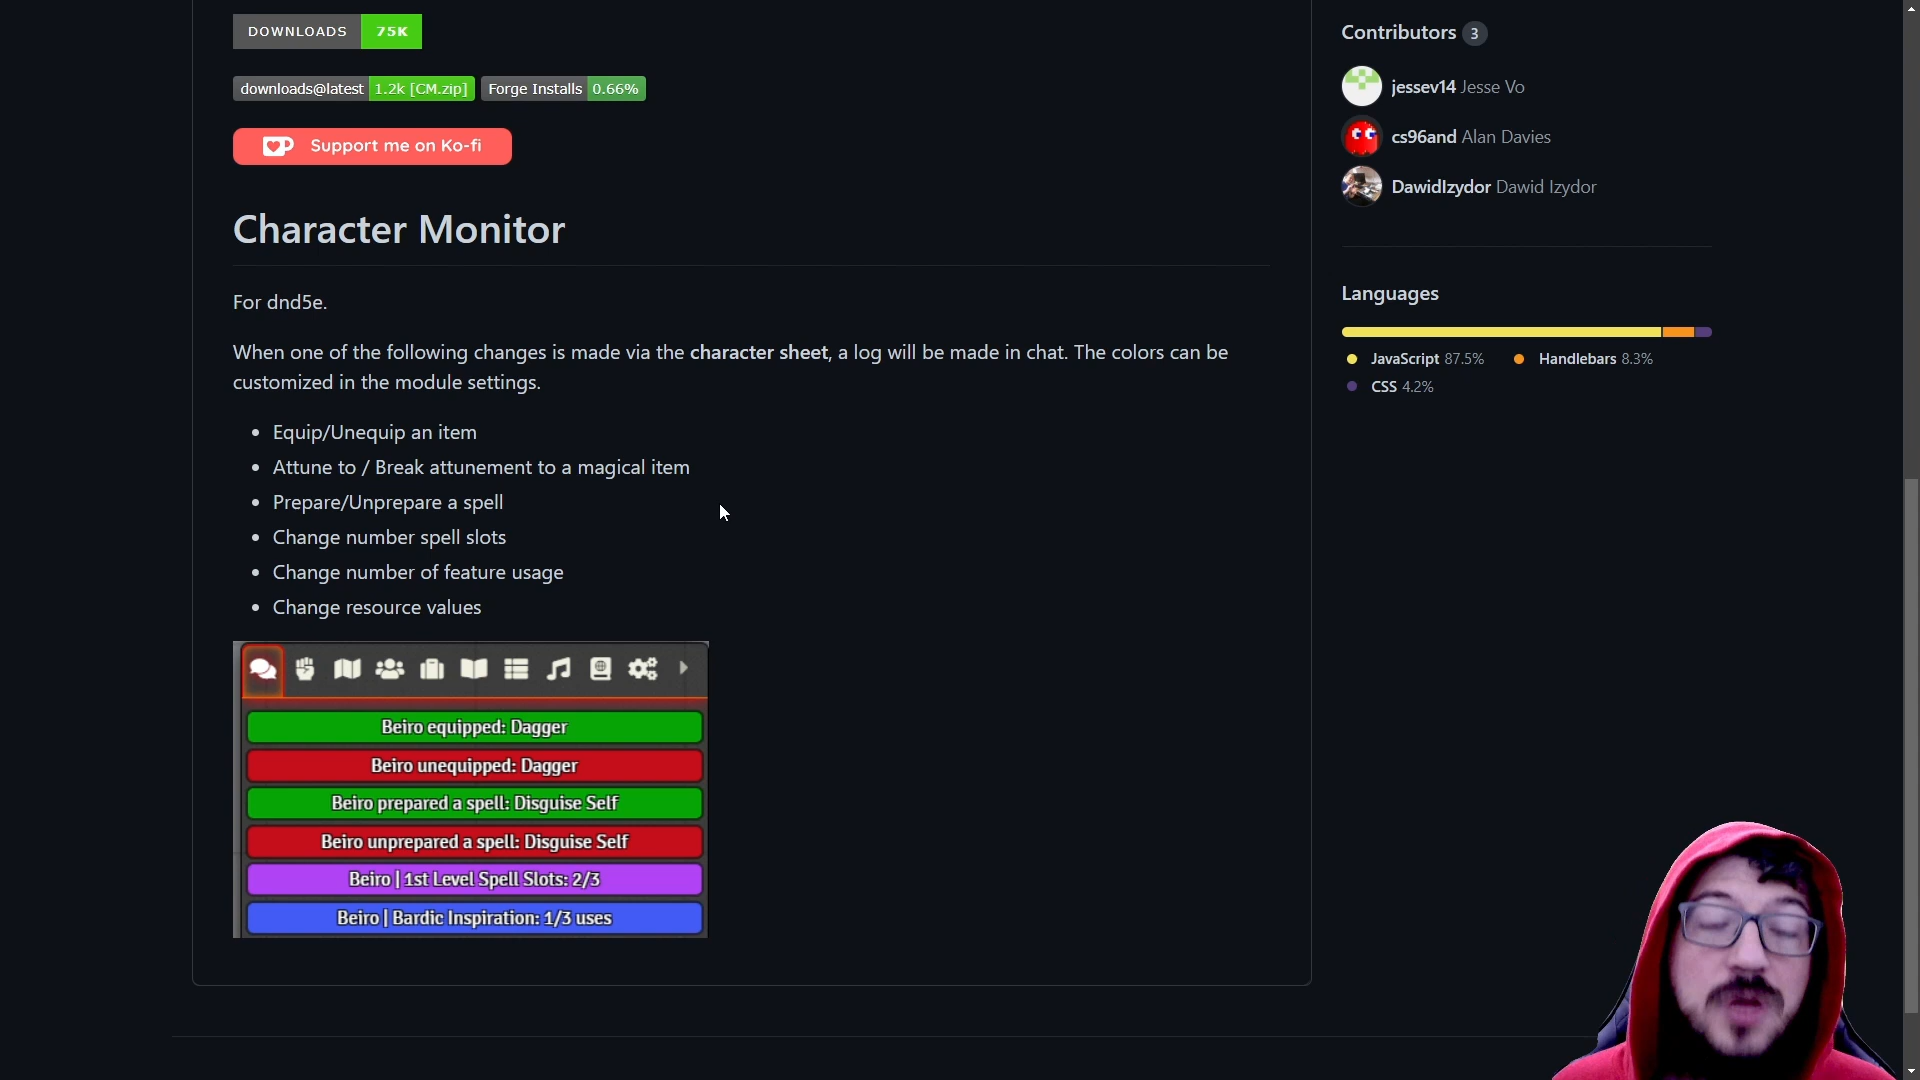 DOWNLOADS 75K
downloads@latest 1.2k [CM.zip] Forge Installs 0.66%
Support me on Ko-fi
Character Monitor
For dnd5e.
When one of the following changes is made via the character sheet, a log will be made in chat. The colors can be
customized in the module settings.
Equip/Unequip an item
Attune to / Break attunement to a magical item
Prepare/Unprepare a spell
Change number spell slots
Change number of feature usage
Change resource values
Beiro equipped: Dagger
Beiro unequipped: Dagger
Beiro prepared a spell: Disguise Self
Beiro unprepared a spell: Disguise Self
Beiro | 1st Level Spell Slots: 2/3
Beiro | Bardic Inspiration: 1/3 uses
Contributors 3
jessev14 Jesse Vo
cs96and Alan Davies
DawidIzydor Dawid Izydor
Languages
JavaScript 87.5% Handlebars 8.3%
CSS 4.2%